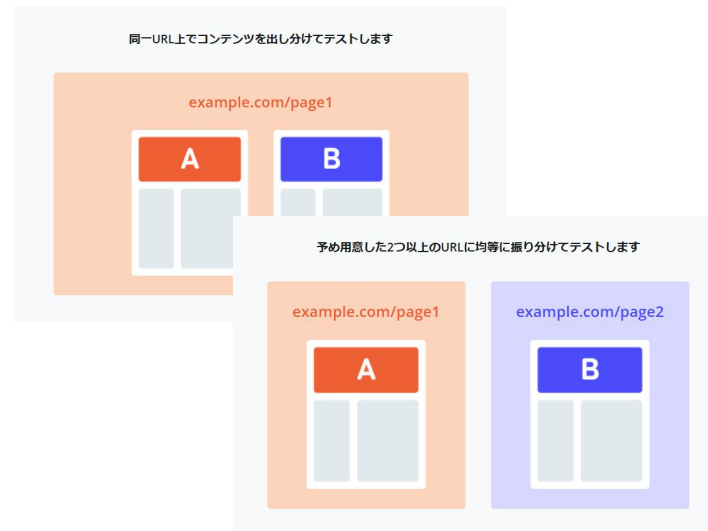 同一URL上でコンテンツを出し分けてテストします
example.com/page1
A
B
予め用意した2つ以上のURLに均等に振り分けてテストします
example.com/page1
example.com/page2
A
B